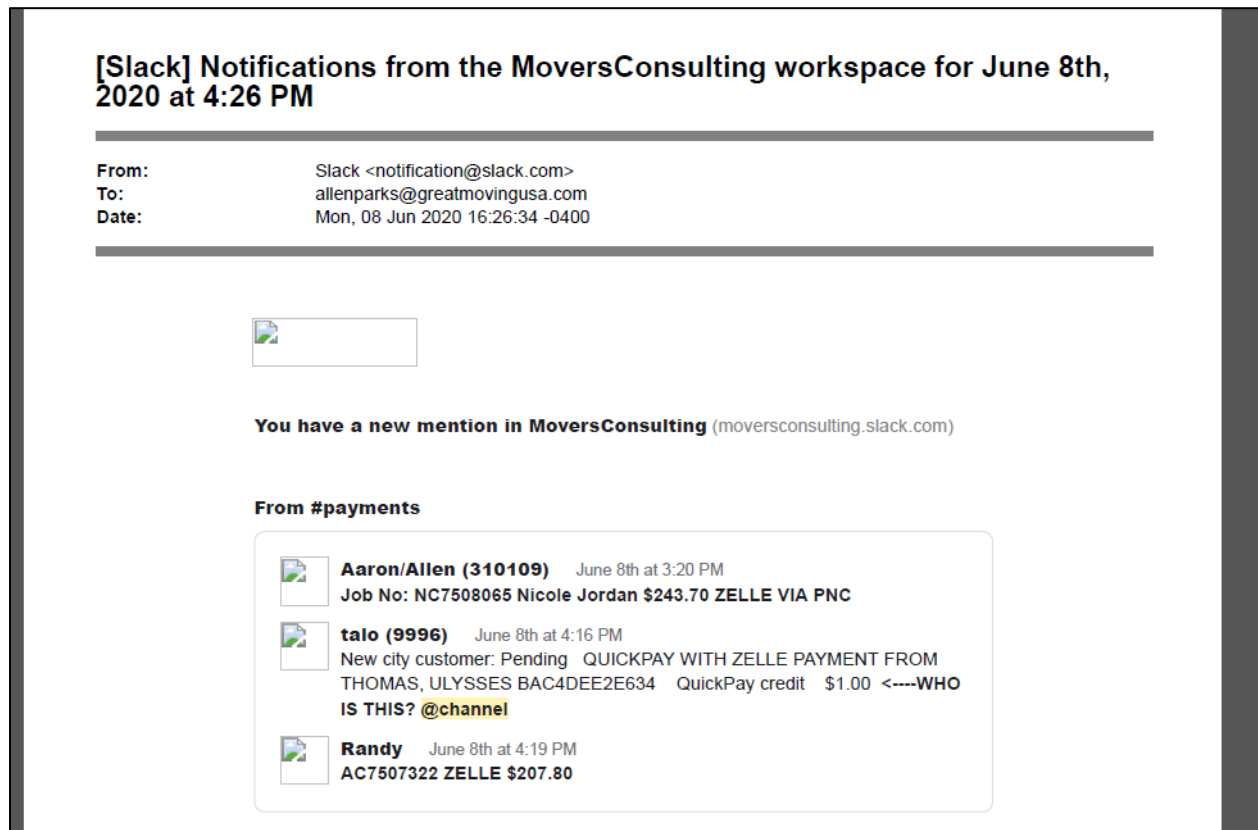 [Slack] Notifications from the MoversConsulting workspace for June 8th,
2020 at 4:26 PM
From: Slack <notification@slack.com>
To: allenparks@greatmovingusa.com
Date: Mon, 08 Jun 2020 16:26:34 -0400
You have a new mention in MoversConsulting (moversconsulting.slack.com)
From #payments
Aaron/Allen (310109) June 8th at 3:20 PM
Job No: NC7508065 Nicole Jordan $243.70 ZELLE VIA PNC
talo (9996) June 8th at 4:16 PM
New city customer: Pending QUICKPAY WITH ZELLE PAYMENT FROM
THOMAS, ULYSSES BAC4DEE2E634 QuickPay credit $1.00 <----WHO
IS THIS? @channel
Randy June 8th at 4:19 PM
AC7507322 ZELLE $207.80